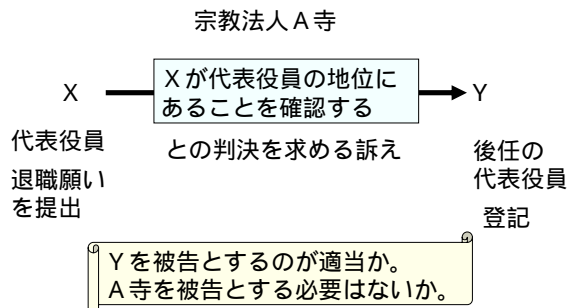 宗教法人A寺
X
Xが代表役員の地位に
あることを確認する
Y
代表役員
退職願い
を提出
との判決を求める訴え
後任の
代表役員
登記
Yを被告とするのが適当か。
A寺を被告とする必要はないか。